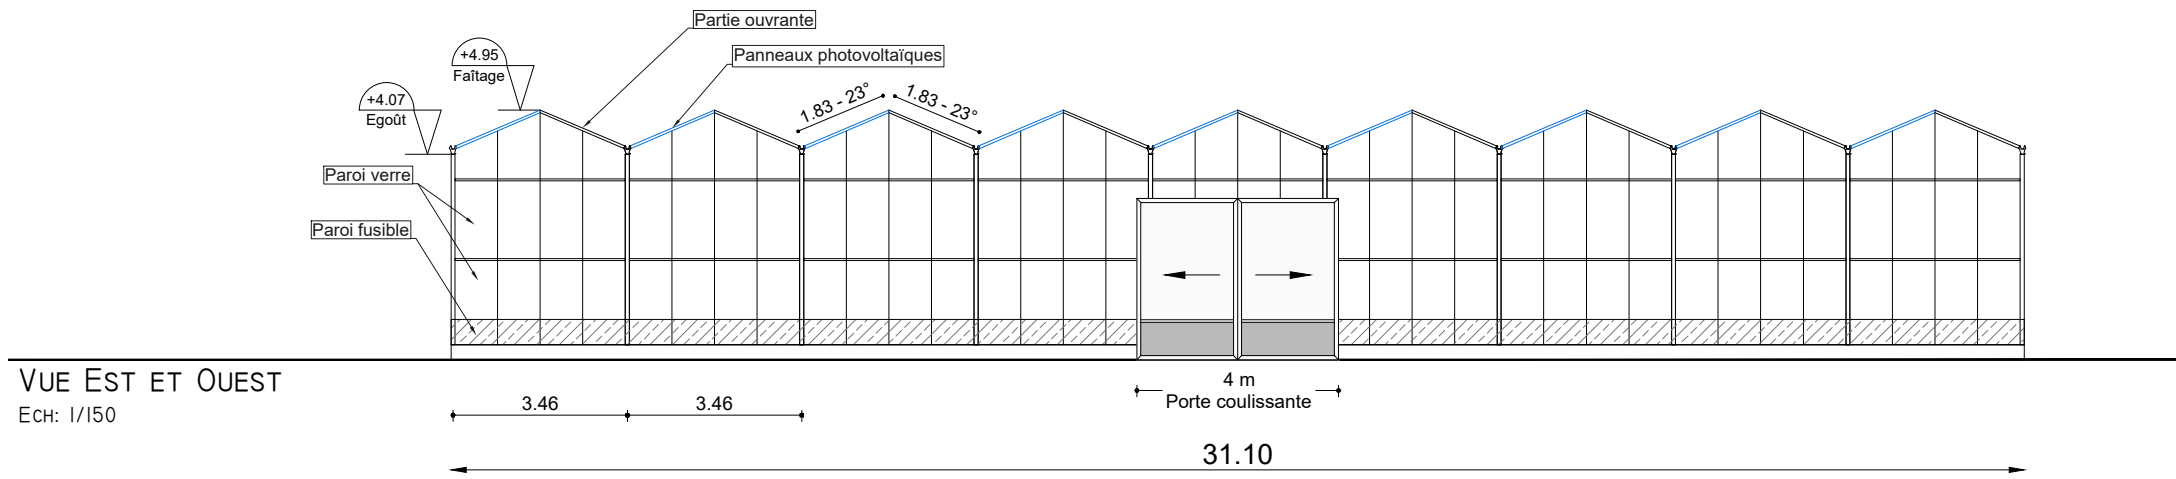 Partie ouvrante
Panneaux photovoltaïques
+4.95
Faîtage
+4.07
Egoût
1.83 - 23°
1.83 - 23°
Paroi verre
Paroi fusible
VUE EST ET OUEST
ECH: 1/150
3.46
3.46
4 m
Porte coulissante
31.10